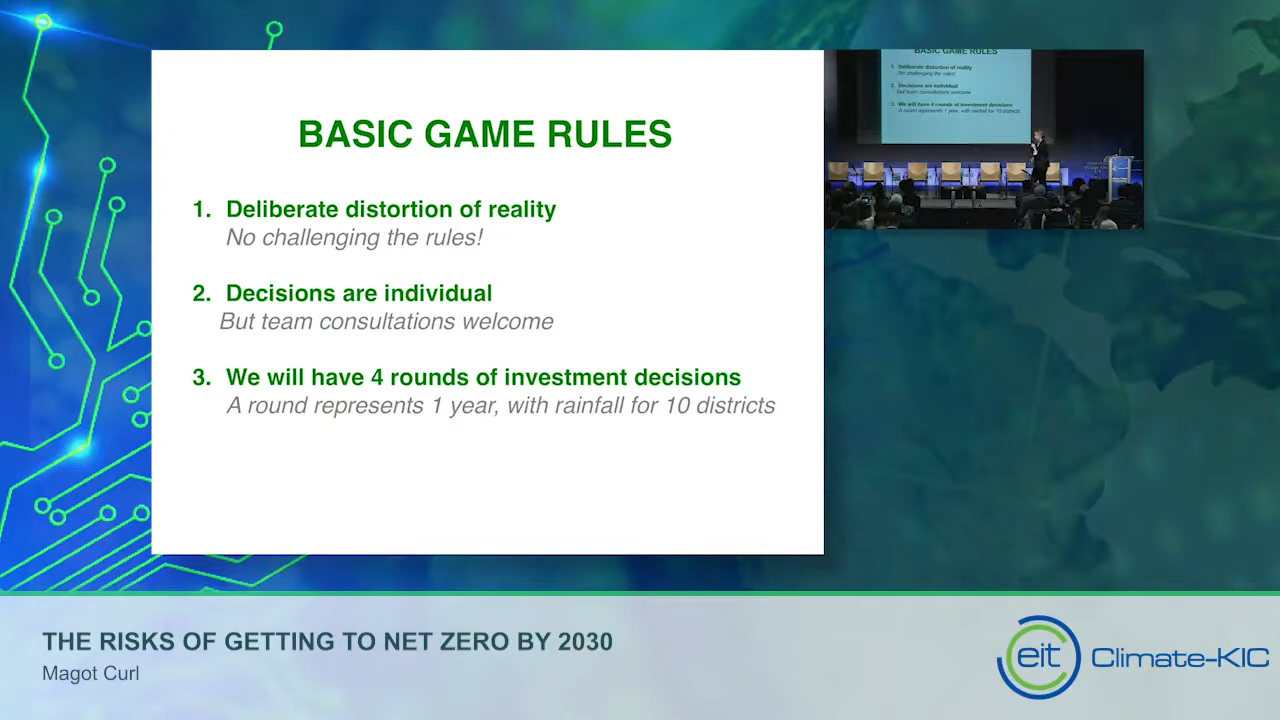 BASIC GAME RULES
1. Deliberate distortion of reality
No challenging the rules!
2. Decisions are individual
But team consultations welcome
3. We will have 4 rounds of investment decisions
A round represents 1 year, with rainfall for 10 districts
BASIC GAME RULES
1. Deliberate distortion of reality
No challenging the rules!
2. Decisions are individual
But team consultations welcome
3. We will have 4 rounds of investment decisions
A round represents 1 year, with rainfall for 10 districts
THE RISKS OF GETTING TO NET ZERO BY 2030
Magot Curl
eit Climate-KIC